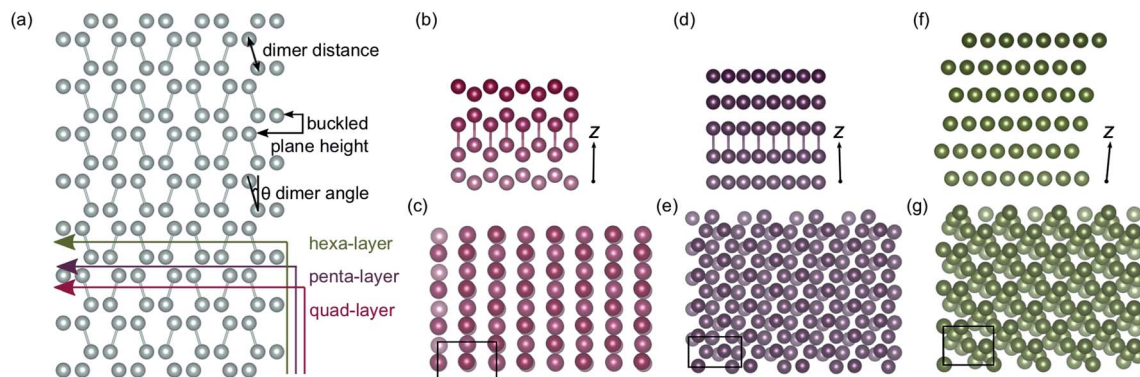 (a)
dimer distance
buckled
plane height
θ dimer angle
hexa-layer
penta-layer
quad-layer
(b)
z
(c)
(d)
z
(e)
(f)
z
(g)